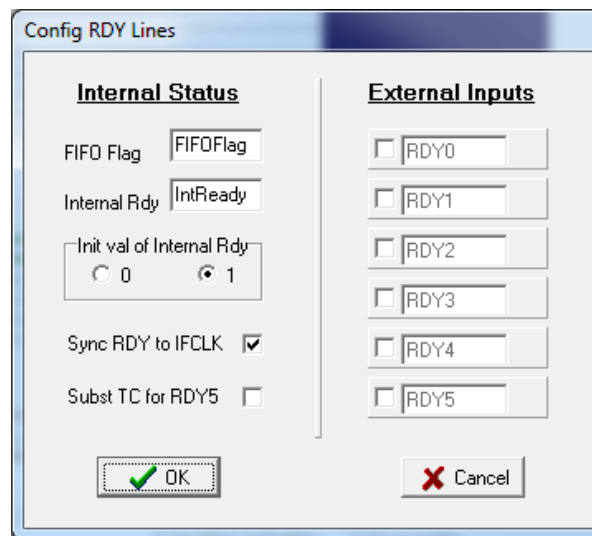 Config RDY Lines
Internal Status
FIFO Flag FIFOFlag
Internal Rdy IntReady
Init val of Internal Rdy
0 1
Sync RDY to IFCLK
Subst TC for RDY5
OK
External Inputs
RDY0
RDY1
RDY2
RDY3
RDY4
RDY5
Cancel